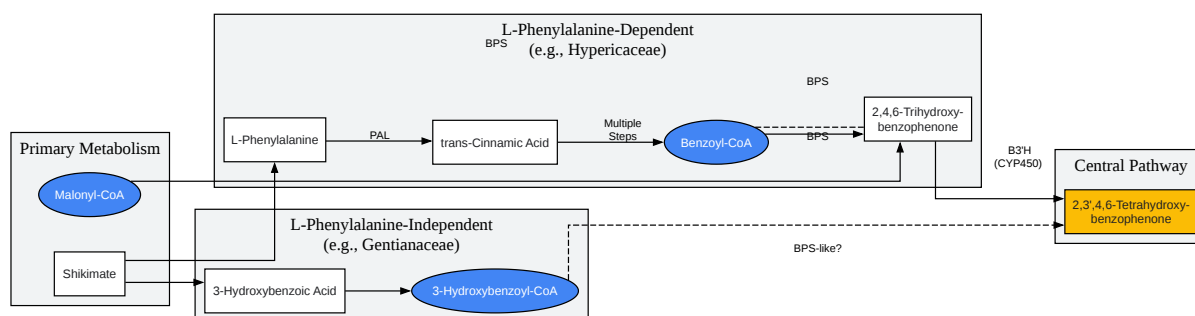 L-Phenylalanine-Dependent
BPS
(e.g., Hypericaceae)
BPS
2,4,6-Trihydroxy-
benzophenone
L-Phenylalanine
PAL
trans-Cinnamic Acid
Multiple
Steps
Benzoyl-CoA
BPS
Primary Metabolism
Malonyl-CoA
Shikimate
B3'H
(CYP450)
Central Pathway
2,3',4,6-Tetrahydroxy-
benzophenone
L-Phenylalanine-Independent
(e.g., Gentianaceae)
BPS-like?
3-Hydroxybenzoic Acid
3-Hydroxybenzoyl-CoA